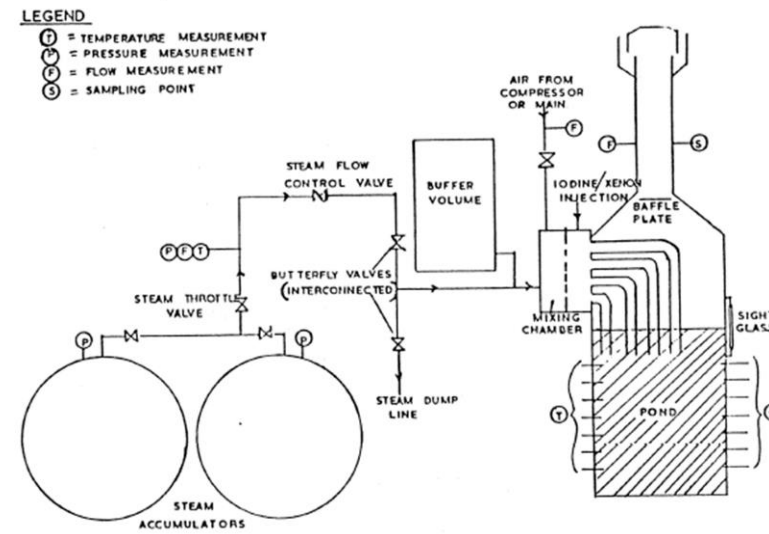 LEGEND
T = TEMPERATURE MEASUREMENT
P = PRESSURE MEASUREMENT
F = FLOW MEASUREMENT
S = SAMPLING POINT
AIR FROM
COMPRESSOR
OR MAIN
F
STEAM FLOW
CONTROL VALVE
BUFFER
VOLUME
IODINE/XENON
INJECTION
BAFFLE
PLATE
F
S
P F T
BUTTERFLY VALVES
(INTERCONNECTED)
STEAM THROTTLE
VALVE
MIXING
CHAMBER
SIGHT
GLAS
P
P
STEAM DUMP
LINE
T
POND
STEAM
ACCUMULATORS